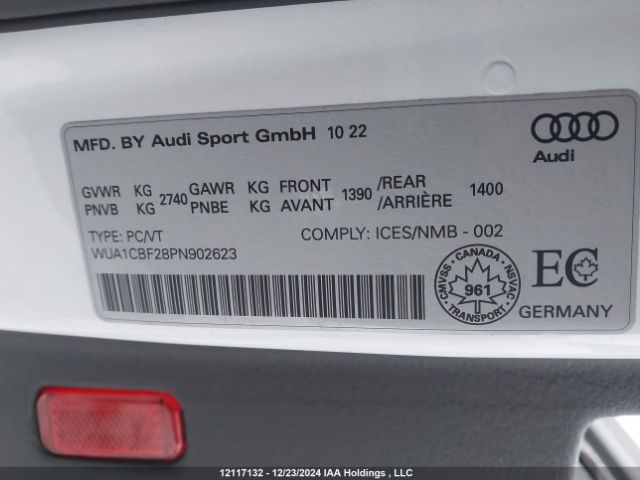 MFD. BY Audi Sport GmbH 10 22
Audi
GVWR KG 2740 GAWR KG FRONT 1390 /REAR 1400
PNVB KG PNBE KG AVANT /ARRIÈRE
TYPE: PC/VT COMPLY: ICES/NMB - 002
WUA1CBF28PN902623
CMVSS - CANADA - NSVAC
961
TRANSPORT
EC
GERMANY
12117132 - 12/23/2024 IAA Holdings , LLC